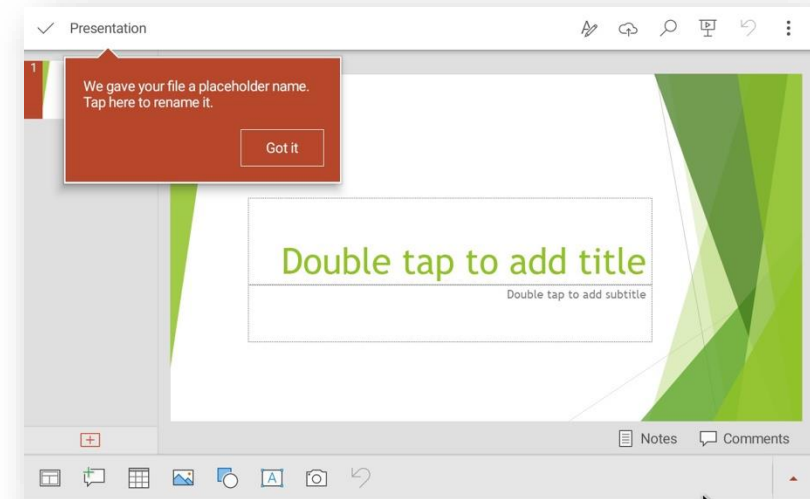 Presentation
1
We gave your file a placeholder name.
Tap here to rename it.
Got it
Double tap to add title
Double tap to add subtitle
Notes
Comments
A